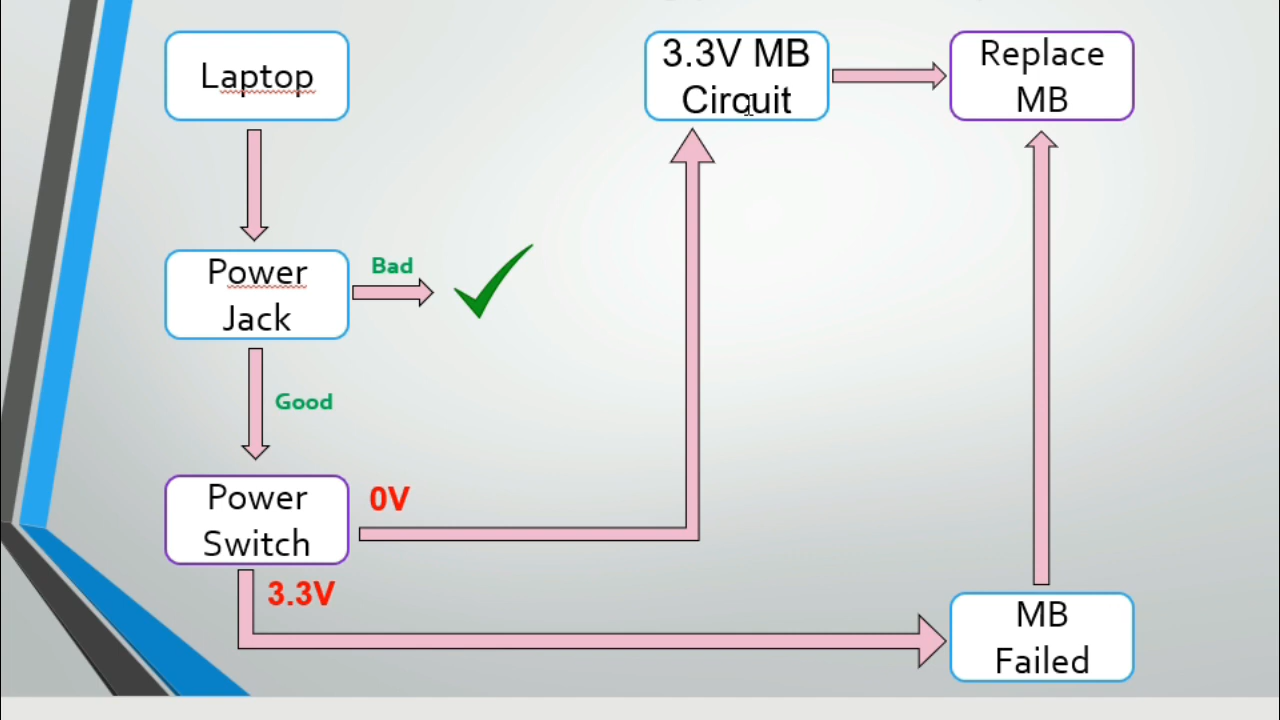 Laptop
Power
Jack
Bad
Good
Power
Switch
0V
3.3V
3.3V MB
Circuit
Replace
MB
MB
Failed